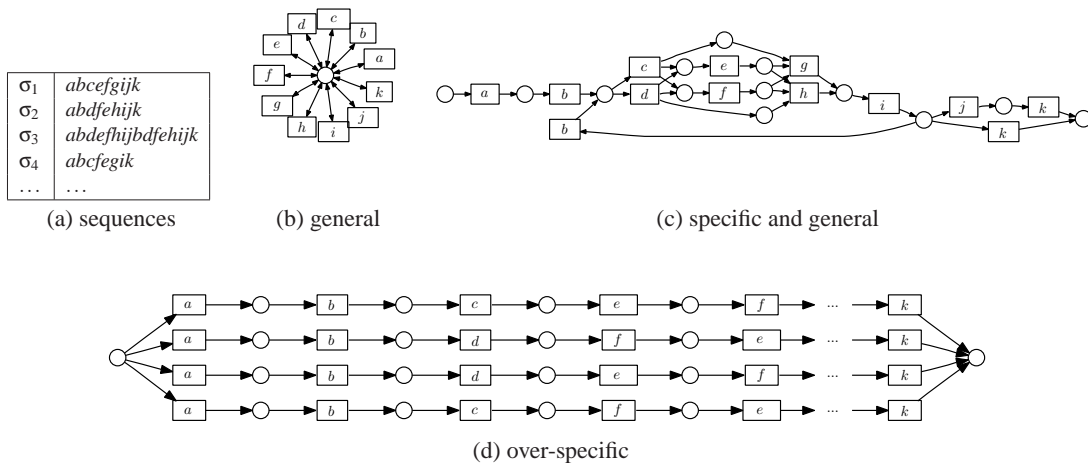 σ1 abcefgijk
σ2 abdfehijk
σ3 abdefhijbdfehijk
σ4 abcfegik
... ...
(a) sequences
d c b
e a
f k
g j
h i
(b) general
c e g
a b d f h i j k
b k
(c) specific and general
a b c e f ... k
a b d f e ... k
a b d e f ... k
a b c f e ... k
(d) over-specific